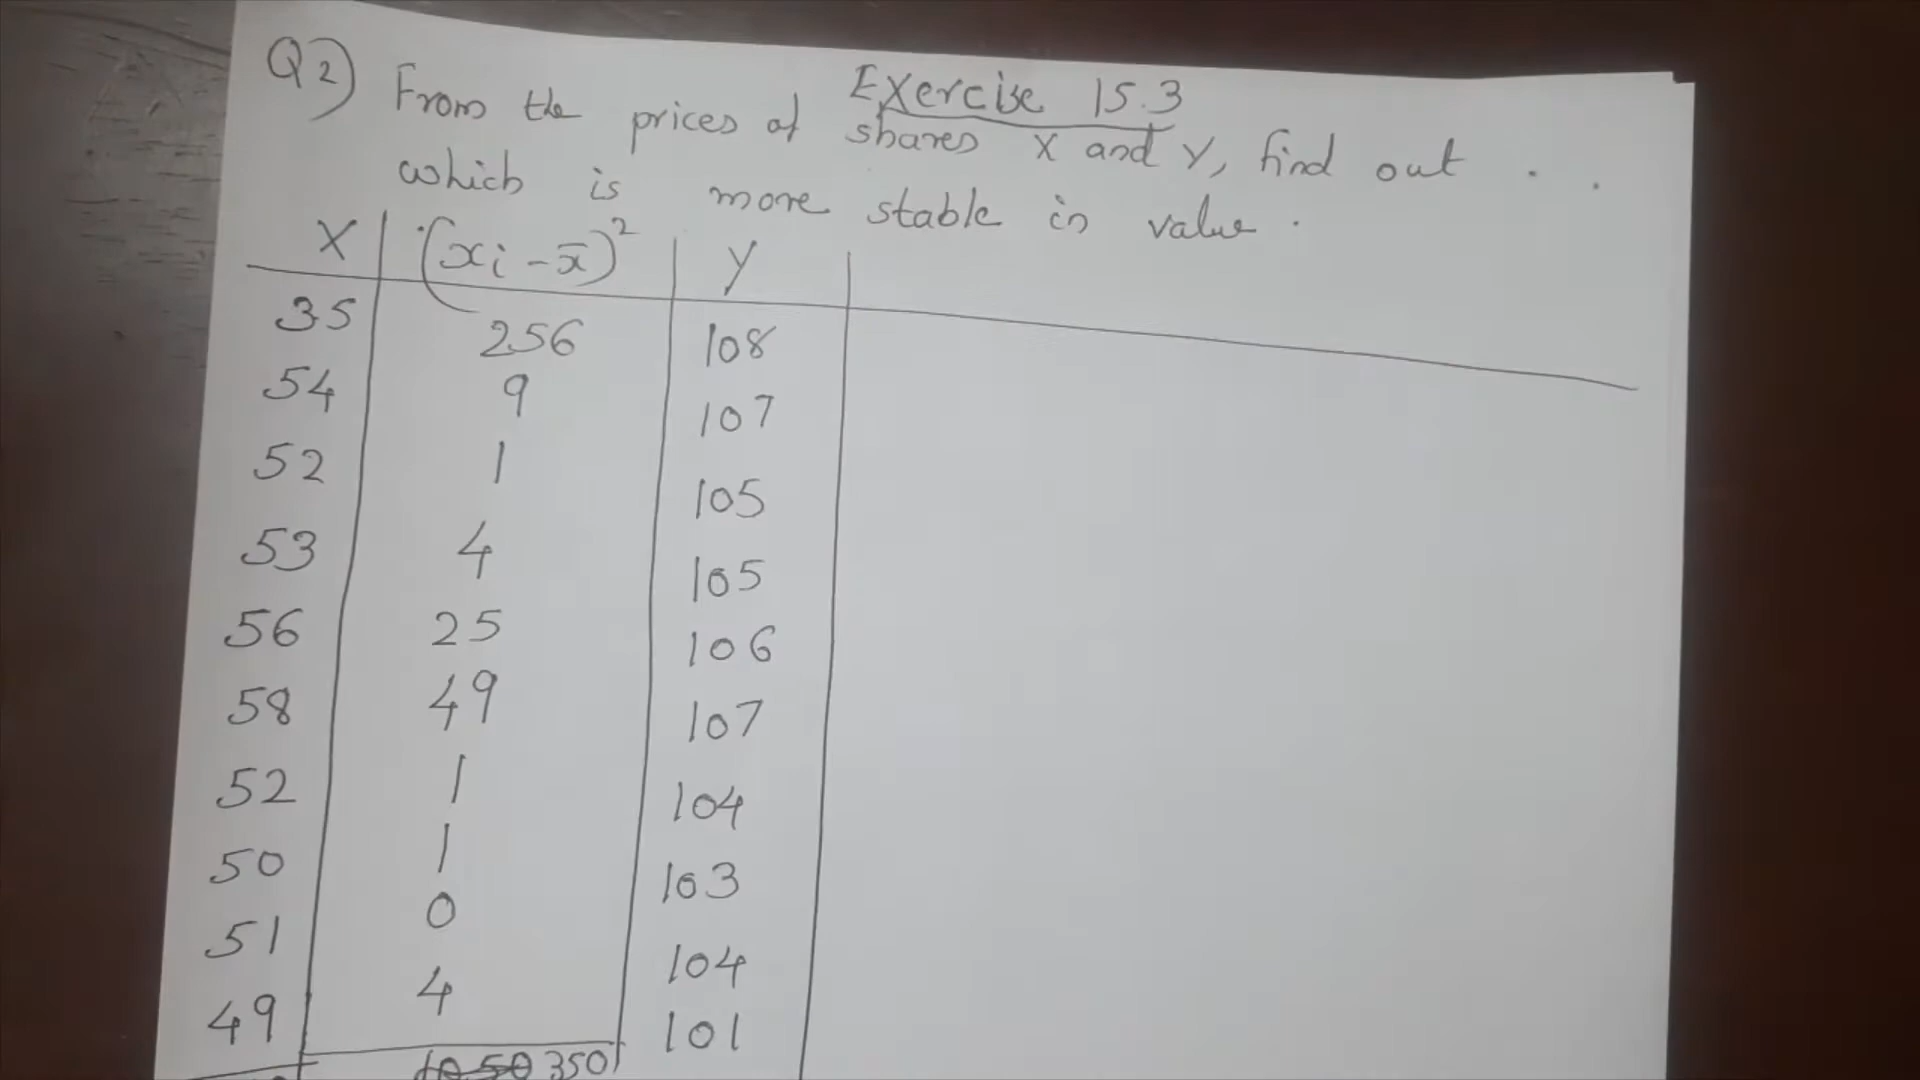 Exercise 15.3
Q2) From the prices of shares X and Y, find out
which is more stable in value.
X (xi - x̄)² Y
35 256 108
54 9 107
52 1 105
53 4 105
56 25 106
58 49 107
52 1 104
50 1 103
51 0 104
49 4 101
350